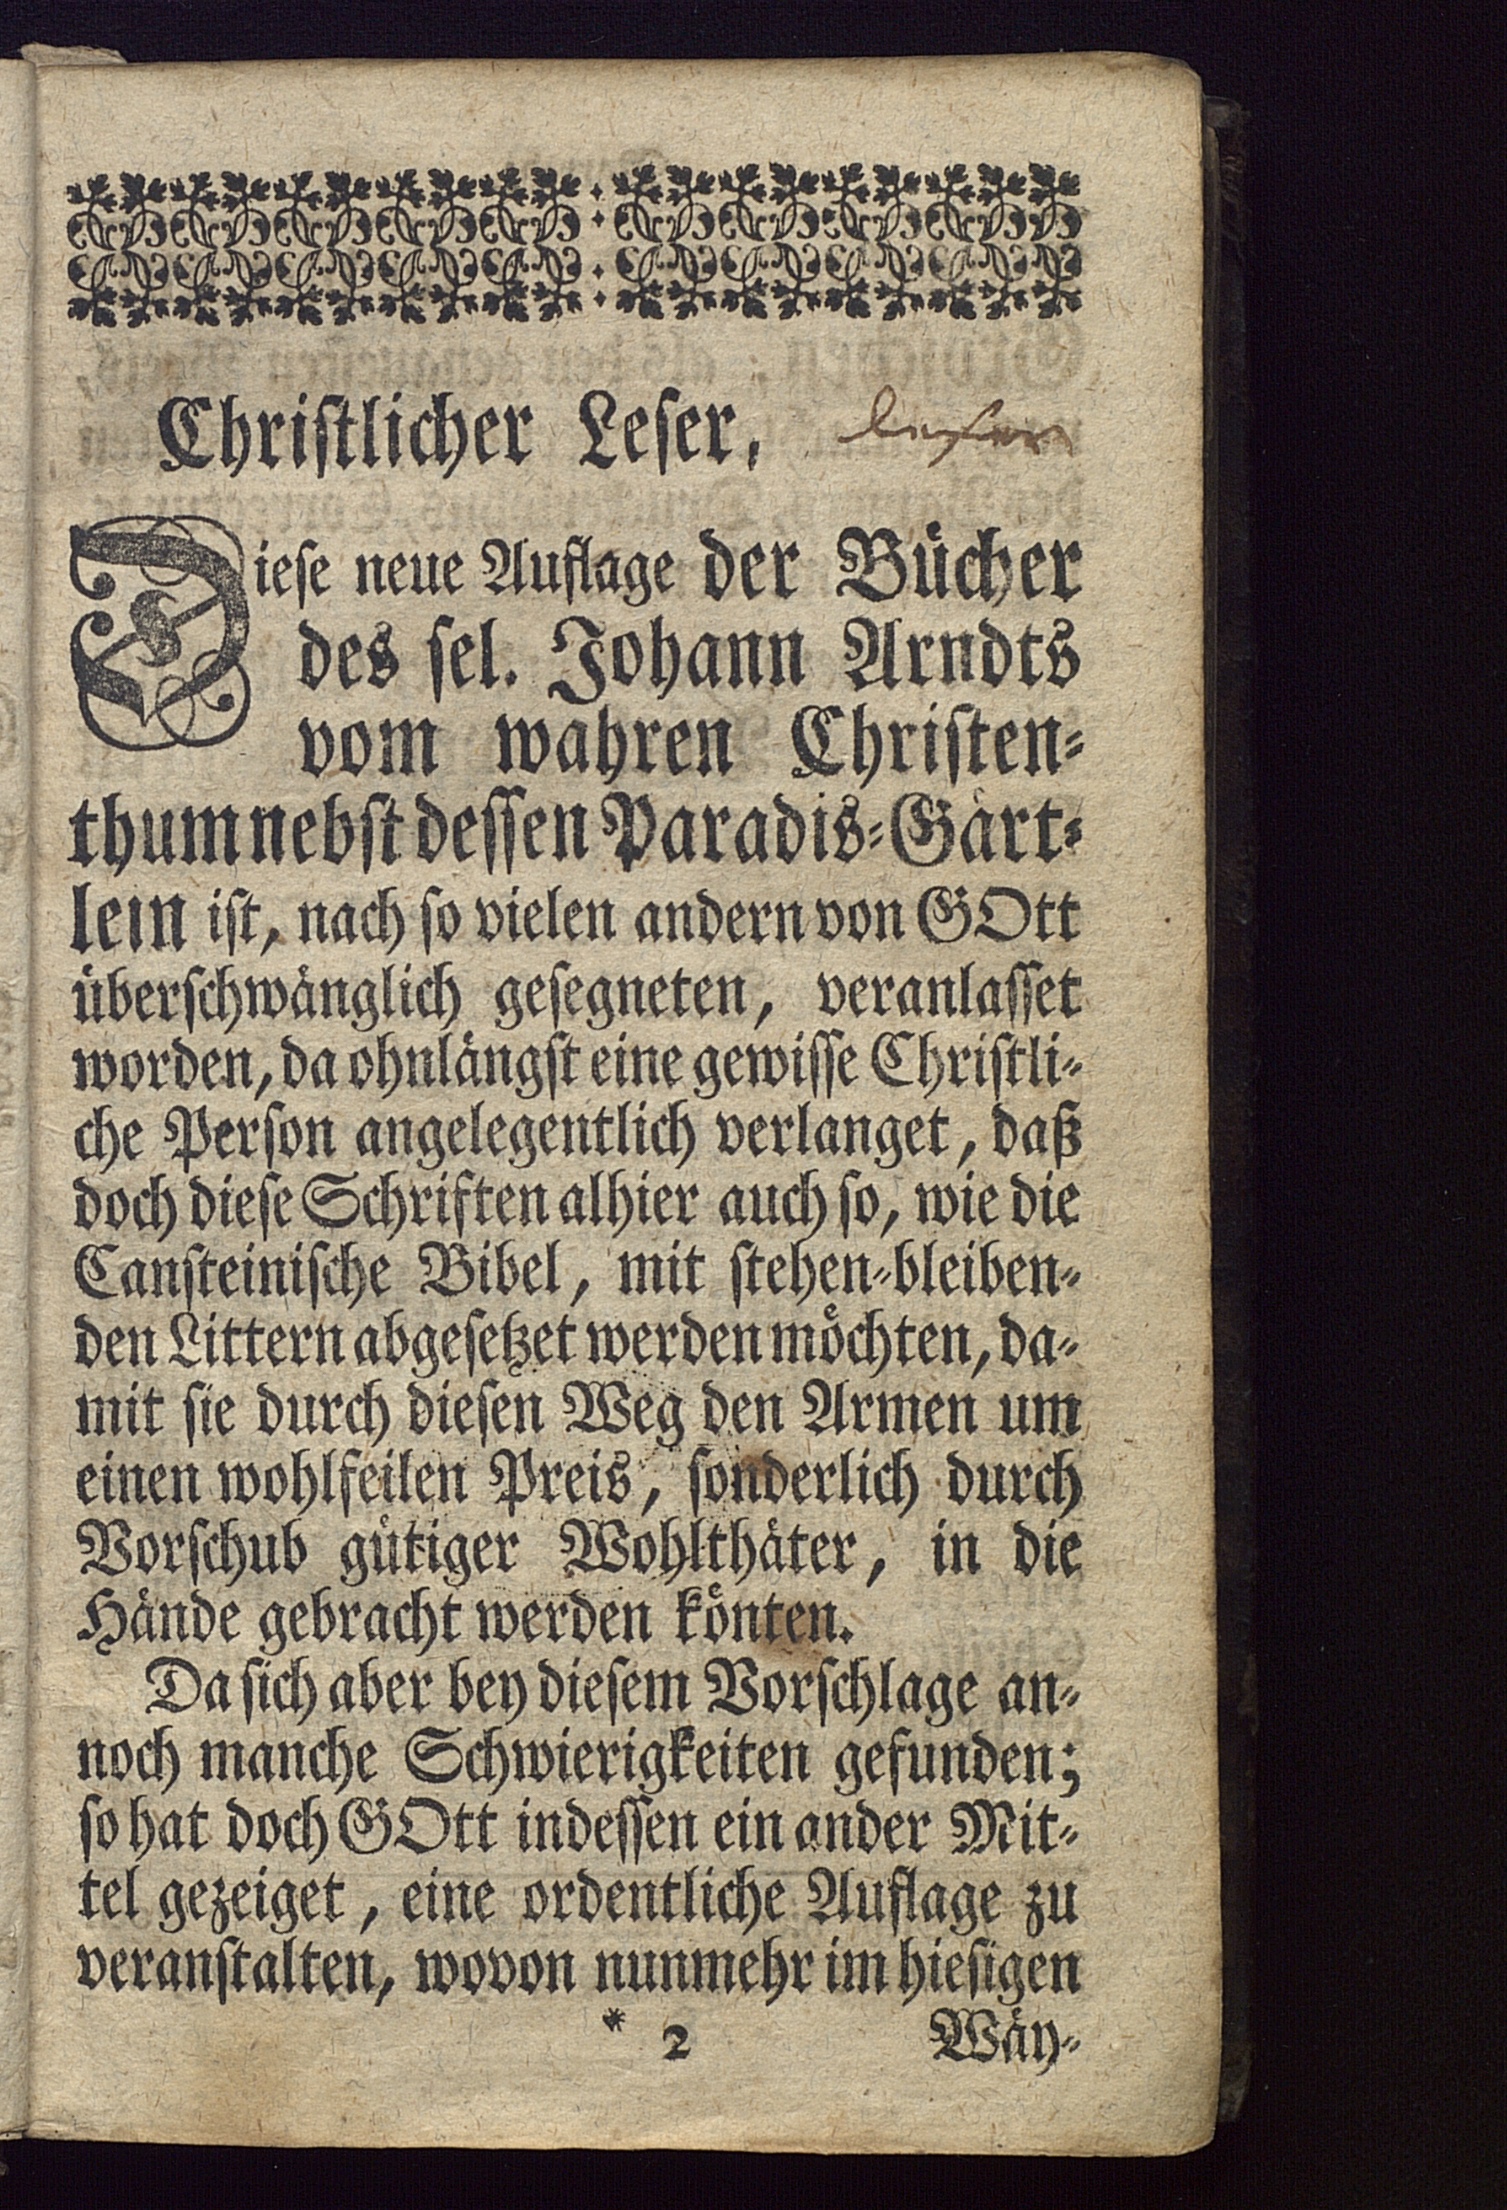 Christlicher Leser, leser
Diese neue Auflage der Bücher
des sel. Johann Arndts
vom wahren Christen-
thum nebst dessen Paradis-Gärt-
lein ist, nach so vielen andern von GOtt
überschwänglich gesegneten, veranlasset
worden, da ohnlängst eine gewisse Christli-
che Person angelegentlich verlanget, daß
doch diese Schriften alhier auch so, wie die
Cansteinische Bibel, mit stehen-bleiben-
den Littern abgesetzet werden möchten, da-
mit sie durch diesen Weg den Armen um
einen wohlfeilen Preis, sonderlich durch
Vorschub gütiger Wohlthäter, in die
Hände gebracht werden könten.
Da sich aber bey diesem Vorschlage an-
noch manche Schwierigkeiten gefunden;
so hat doch GOtt indessen ein ander Mit-
tel gezeiget, eine ordentliche Auflage zu
veranstalten, wovon nunmehr im hiesigen
* 2 Wäy-